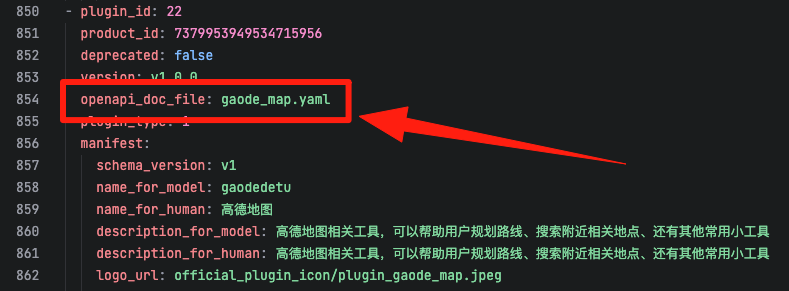 850 - plugin_id: 22
851 product_id: 7379953949534715956
852 deprecated: false
853 version: v1.0.0
854 openapi_doc_file: gaode_map.yaml
855 plugin_type: 1
856 manifest:
857 schema_version: v1
858 name_for_model: gaodedetu
859 name_for_human: 高德地图
860 description_for_model: 高德地图相关工具，可以帮助用户规划路线、搜索附近相关地点、还有其他常用小工具
861 description_for_human: 高德地图相关工具，可以帮助用户规划路线、搜索附近相关地点、还有其他常用小工具
862 logo_url: official_plugin_icon/plugin_gaode_map.jpeg